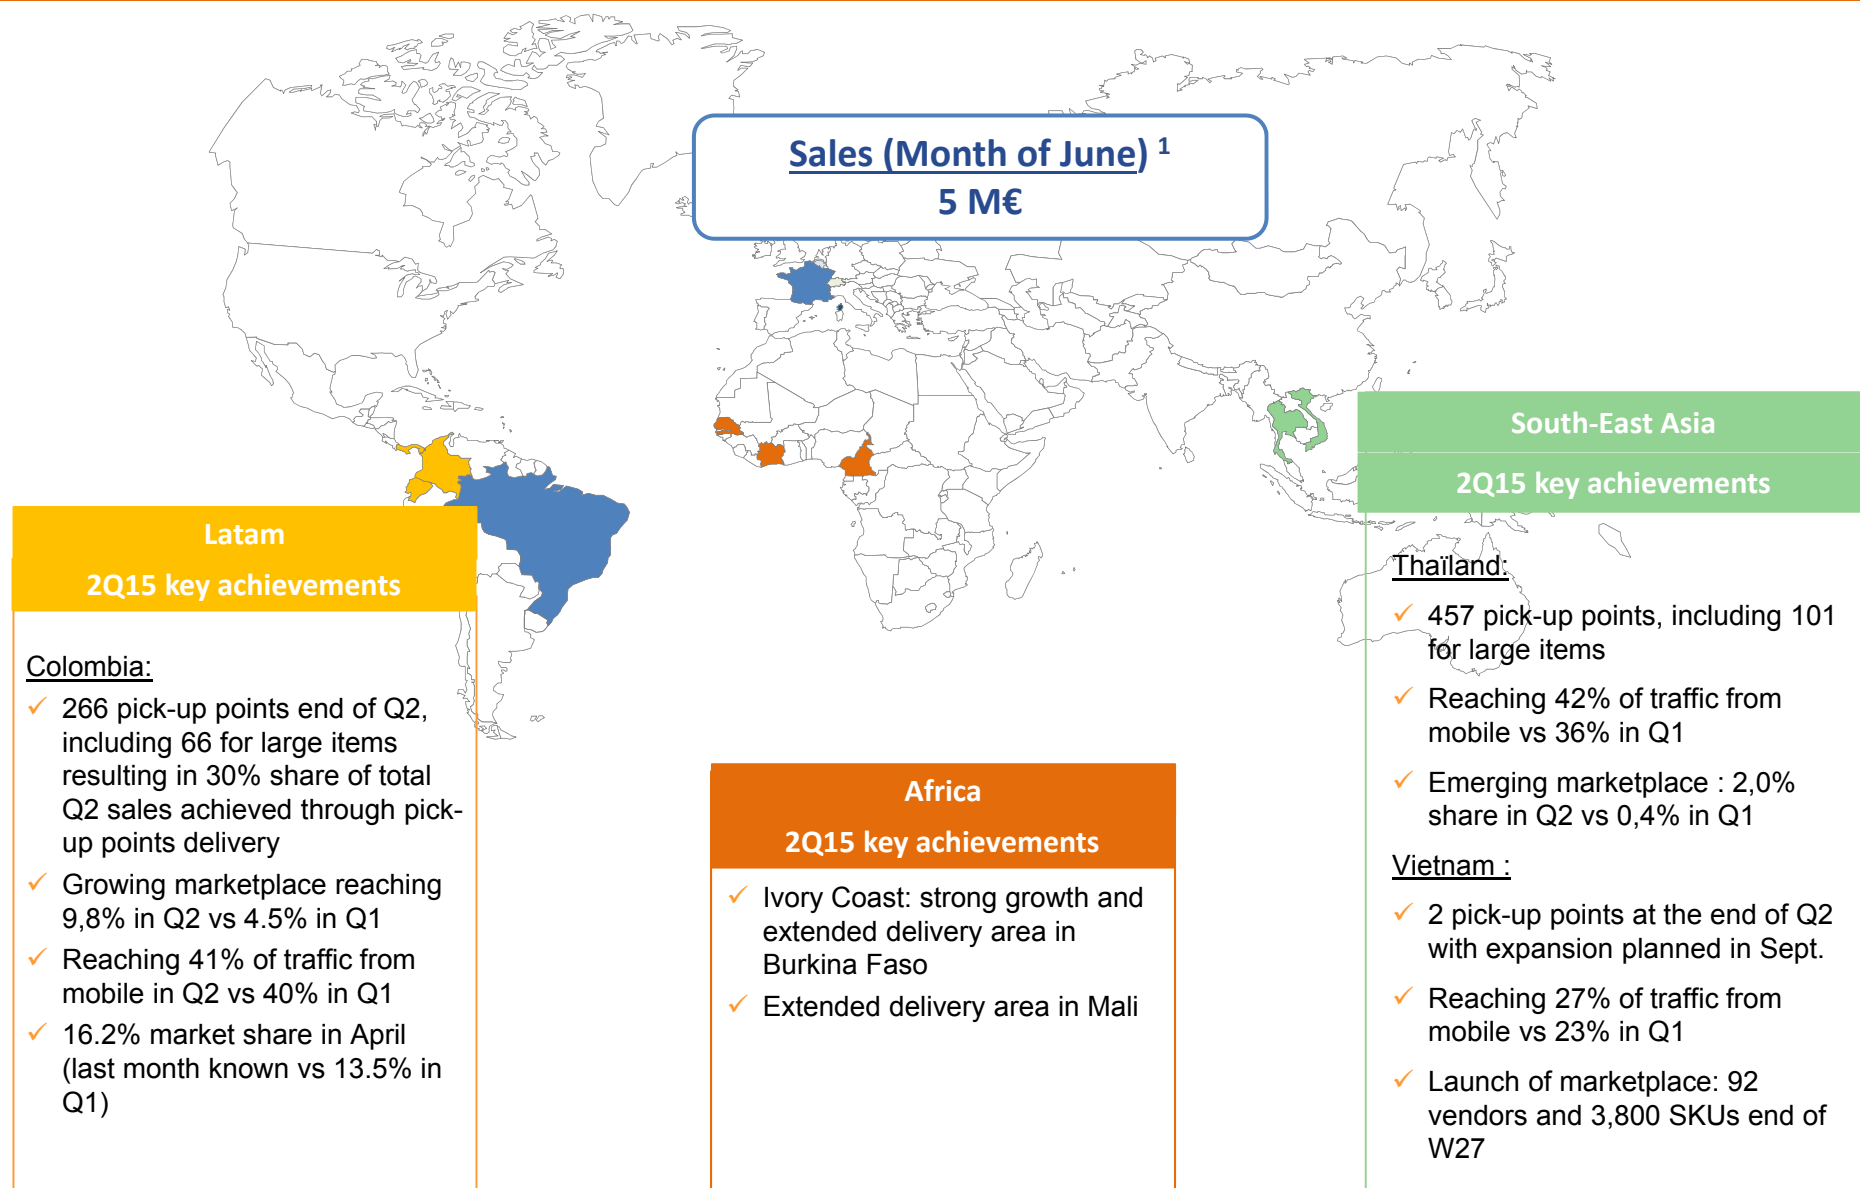 Sales (Month of June) 1
5 M€
Latam
2Q15 key achievements
Colombia:
✓ 266 pick-up points end of Q2,
including 66 for large items
resulting in 30% share of total
Q2 sales achieved through pick-
up points delivery
✓ Growing marketplace reaching
9,8% in Q2 vs 4.5% in Q1
✓ Reaching 41% of traffic from
mobile in Q2 vs 40% in Q1
✓ 16.2% market share in April
(last month known vs 13.5% in
Q1)
Africa
2Q15 key achievements
✓ Ivory Coast: strong growth and
extended delivery area in
Burkina Faso
✓ Extended delivery area in Mali
South-East Asia
2Q15 key achievements
Thaïland:
✓ 457 pick-up points, including 101
for large items
✓ Reaching 42% of traffic from
mobile vs 36% in Q1
✓ Emerging marketplace : 2,0%
share in Q2 vs 0,4% in Q1
Vietnam :
✓ 2 pick-up points at the end of Q2
with expansion planned in Sept.
✓ Reaching 27% of traffic from
mobile vs 23% in Q1
✓ Launch of marketplace: 92
vendors and 3,800 SKUs end of
W27